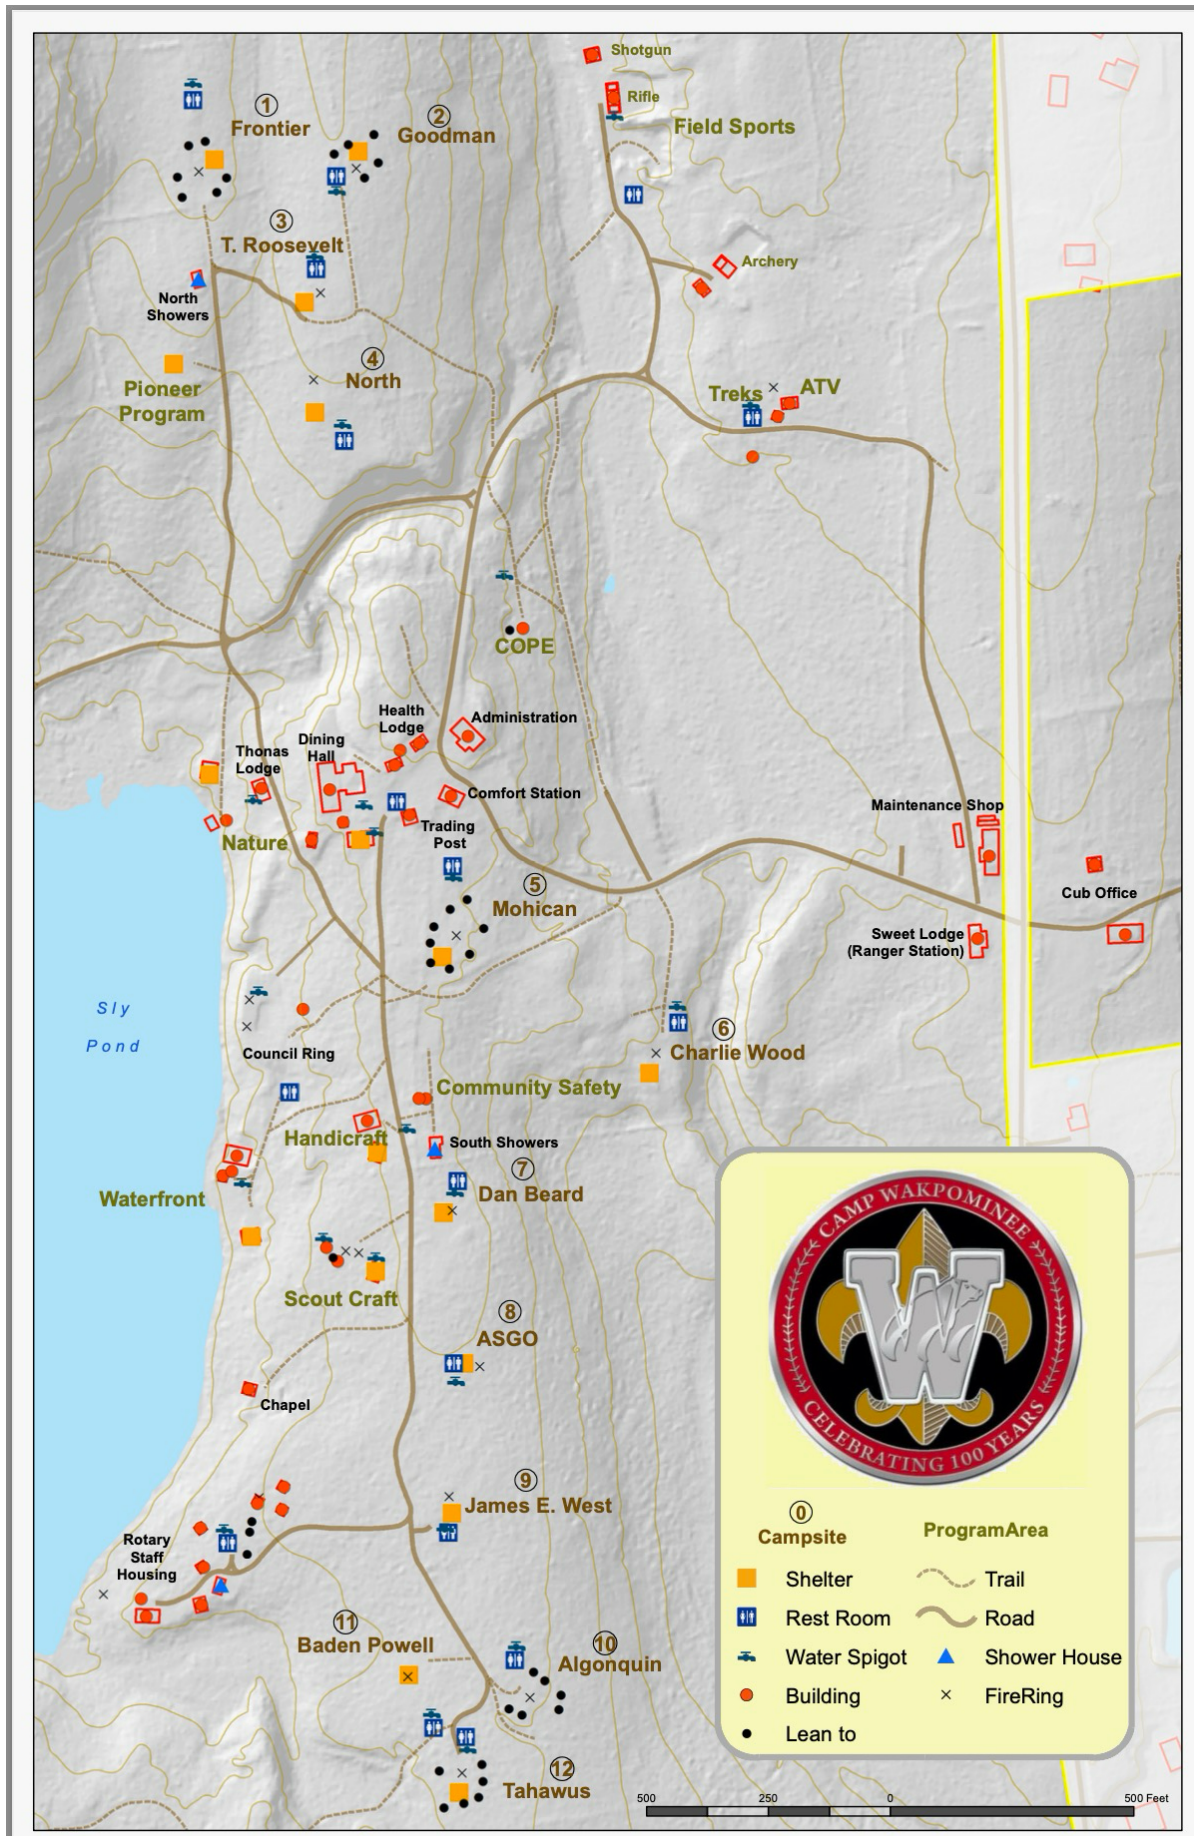 Shotgun
Rifle
Field Sports
1
Frontier
2
Goodman
3
T. Roosevelt
Archery
North
Showers
4
North
Pioneer
Program
Treks
ATV
COPE
Health
Lodge
Administration
Thonas
Lodge
Dining
Hall
Comfort Station
Maintenance Shop
Nature
Trading
Post
5
Mohican
Cub Office
Sweet Lodge
(Ranger Station)
Sly
Pond
6
Charlie Wood
Council Ring
Community Safety
Handicraft
South Showers
7
Dan Beard
Waterfront
Scout Craft
8
ASGO
Chapel
9
James E. West
Rotary
Staff
Housing
11
Baden Powell
10
Algonquin
12
Tahawus
CAMP WAKPOMINEE
W
CELEBRATING 100 YEARS
0
Campsite
ProgramArea
Shelter
Trail
Rest Room
Road
Water Spigot
Shower House
Building
FireRing
Lean to
500 250 0 500 Feet